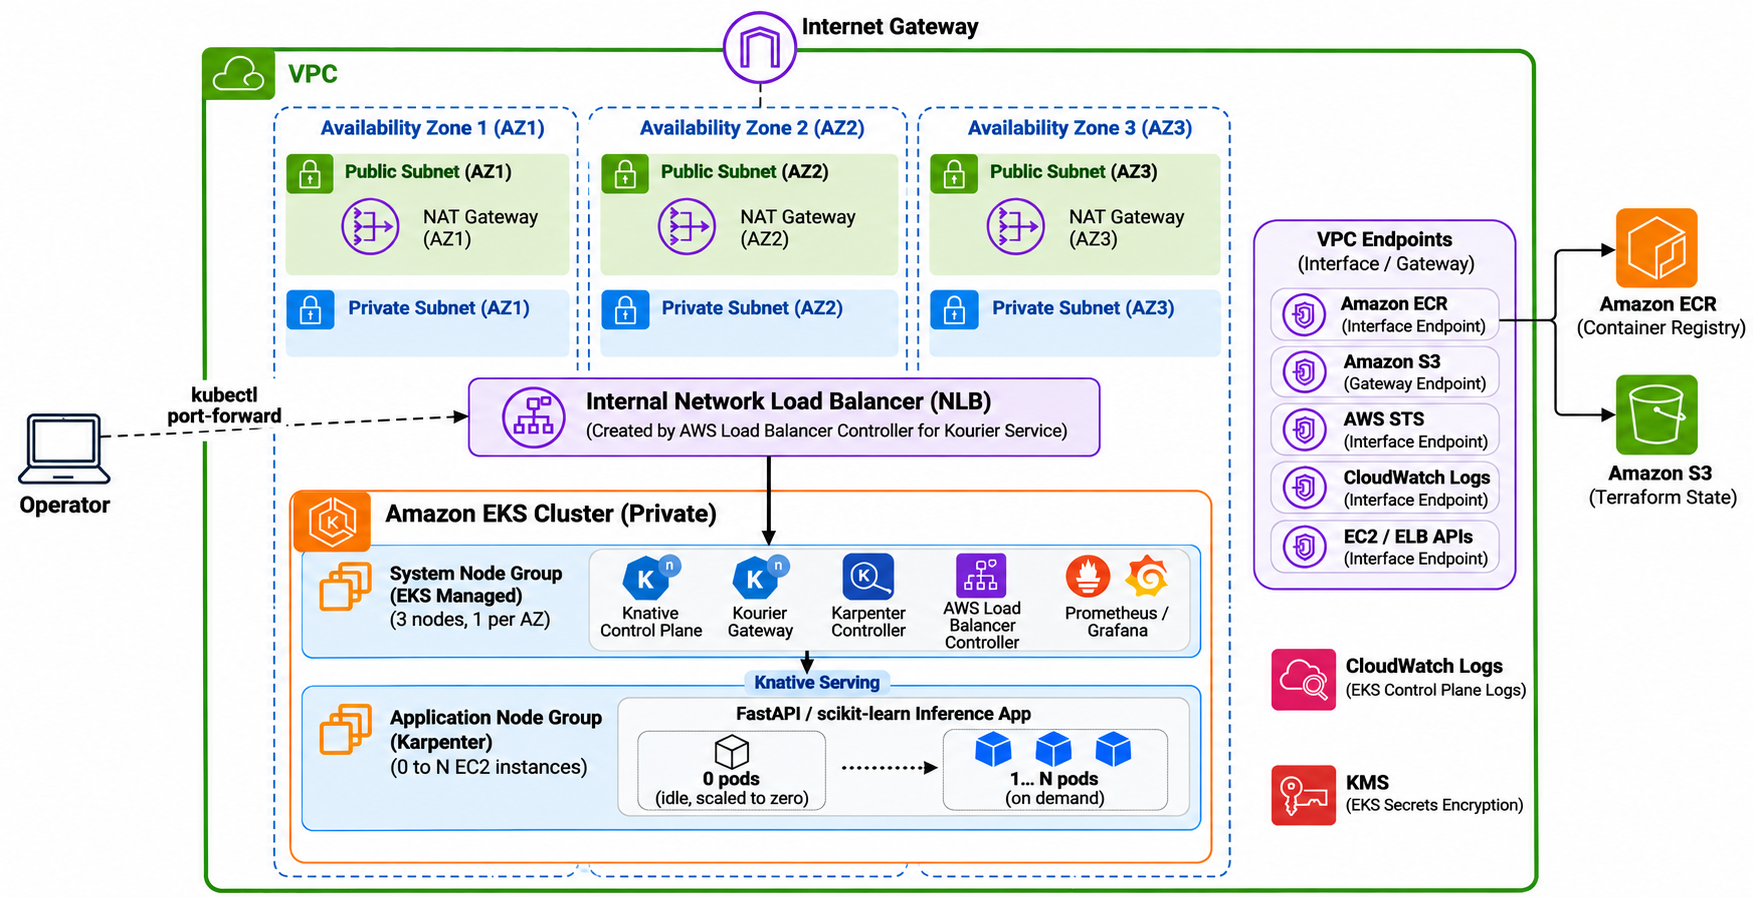 Internet Gateway
VPC
Availability Zone 1 (AZ1)
Public Subnet (AZ1)
NAT Gateway
(AZ1)
Private Subnet (AZ1)
Availability Zone 2 (AZ2)
Public Subnet (AZ2)
NAT Gateway
(AZ2)
Private Subnet (AZ2)
Availability Zone 3 (AZ3)
Public Subnet (AZ3)
NAT Gateway
(AZ3)
Private Subnet (AZ3)
VPC Endpoints
(Interface / Gateway)
Amazon ECR
(Interface Endpoint)
Amazon S3
(Gateway Endpoint)
AWS STS
(Interface Endpoint)
CloudWatch Logs
(Interface Endpoint)
EC2 / ELB APIs
(Interface Endpoint)
Amazon ECR
(Container Registry)
Amazon S3
(Terraform State)
kubectl
port-forward
Operator
Internal Network Load Balancer (NLB)
(Created by AWS Load Balancer Controller for Kourier Service)
K
Amazon EKS Cluster (Private)
System Node Group
(EKS Managed)
(3 nodes, 1 per AZ)
K n
Knative
Control Plane
K n
Kourier
Gateway
K
Karpenter
Controller
AWS Load
Balancer
Controller
Prometheus /
Grafana
Knative Serving
Application Node Group
(Karpenter)
(0 to N EC2 instances)
FastAPI / scikit-learn Inference App
0 pods
(idle, scaled to zero)
1... N pods
(on demand)
CloudWatch Logs
(EKS Control Plane Logs)
KMS
(EKS Secrets Encryption)